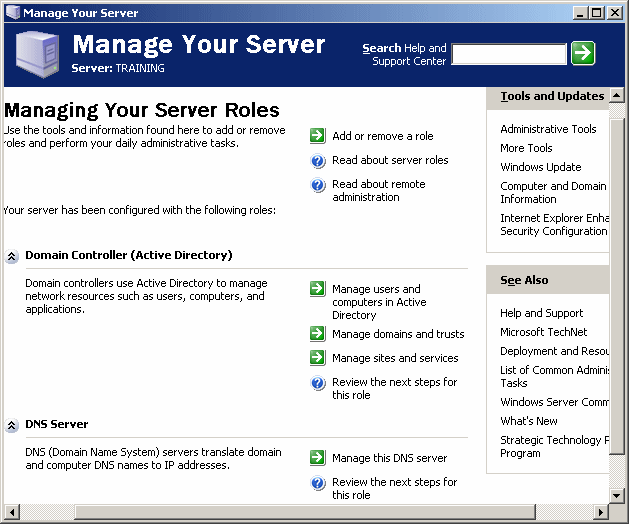 Manage Your Server
Manage Your Server
Server: TRAINING
Search Help and
Support Center
Managing Your Server Roles
Use the tools and information found here to add or remove
roles and perform your daily administrative tasks.
Your server has been configured with the following roles:
Add or remove a role
Read about server roles
Read about remote
administration
Domain Controller (Active Directory)
Domain controllers use Active Directory to manage
network resources such as users, computers, and
applications.
Manage users and
computers in Active
Directory
Manage domains and trusts
Manage sites and services
Review the next steps for
this role
DNS Server
DNS (Domain Name System) servers translate domain
and computer DNS names to IP addresses.
Manage this DNS server
Review the next steps for
this role
Tools and Updates
Administrative Tools
More Tools
Windows Update
Computer and Domain
Information
Internet Explorer Enha
Security Configuration
See Also
Help and Support
Microsoft TechNet
Deployment and Resou
List of Common Adminis
Tasks
Windows Server Comm
What's New
Strategic Technology P
Program